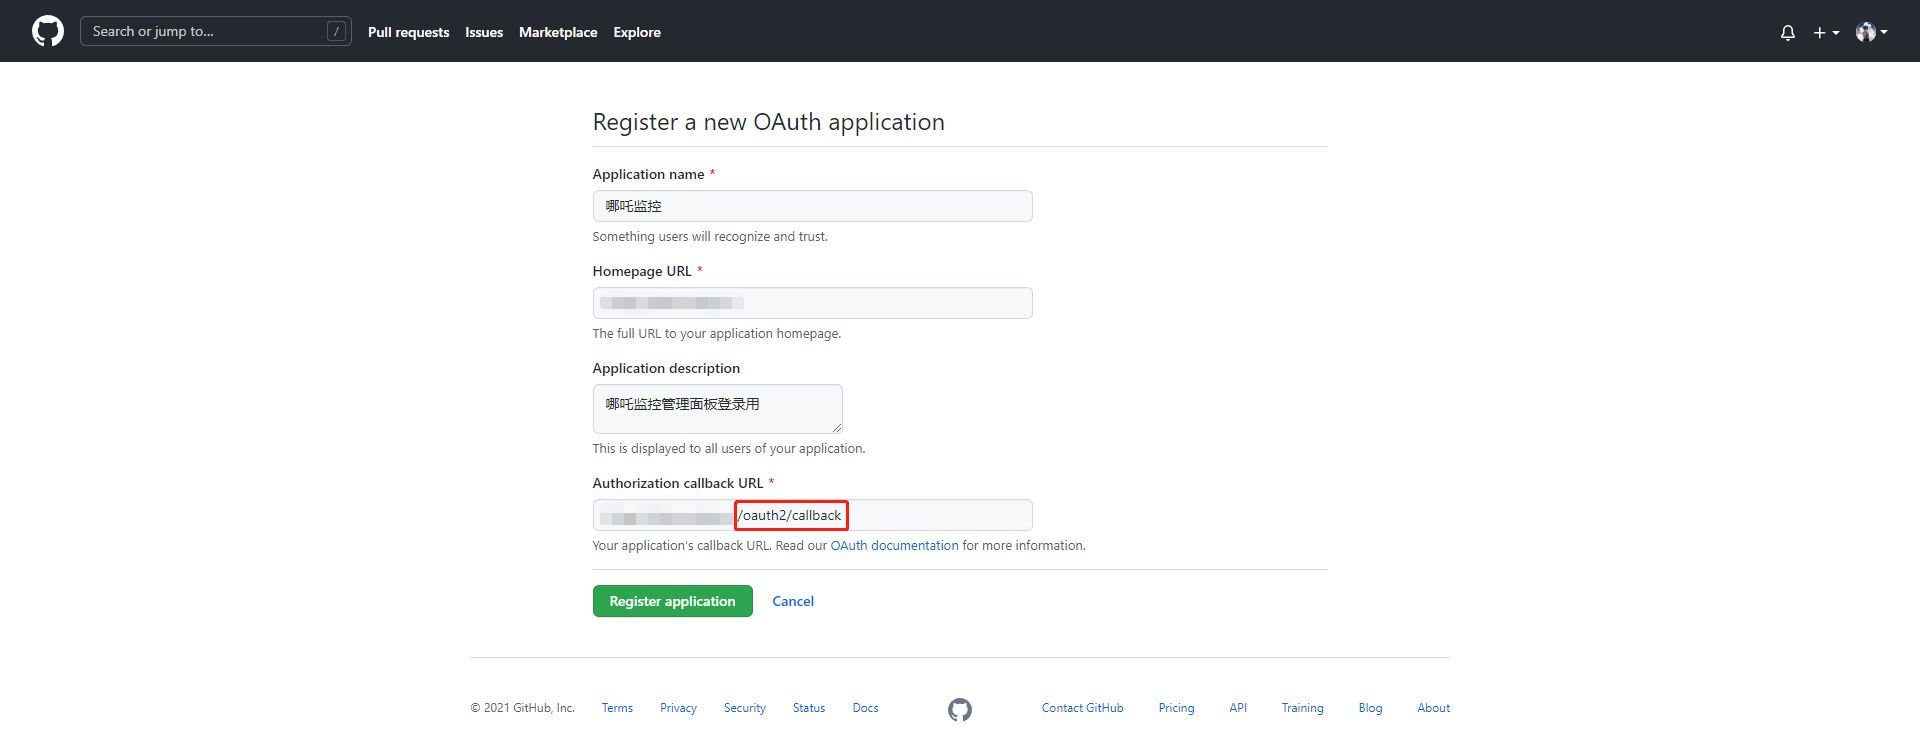 Search or jump to... /
Pull requests Issues Marketplace Explore
Register a new OAuth application
Application name *
哪吒监控
Something users will recognize and trust.
Homepage URL *
The full URL to your application homepage.
Application description
哪吒监控管理面板登录用
This is displayed to all users of your application.
Authorization callback URL *
/oauth2/callback
Your application's callback URL. Read our OAuth documentation for more information.
Register application Cancel
© 2021 GitHub, Inc. Terms Privacy Security Status Docs Contact GitHub Pricing API Training Blog About